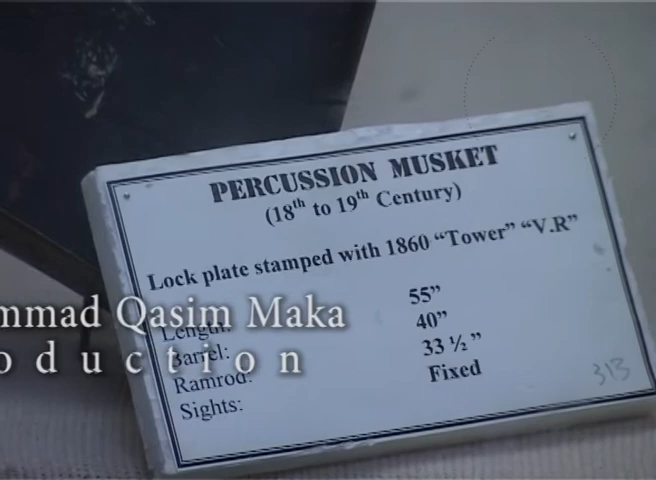 PERCUSSION MUSKET
(18th to 19th Century)
Lock plate stamped with 1860 “Tower” “V.R”
Length: 55”
Barrel: 40”
Ramrod: 33 ½ ”
Sights: Fixed
313
mmad Qasim Maka
oduction